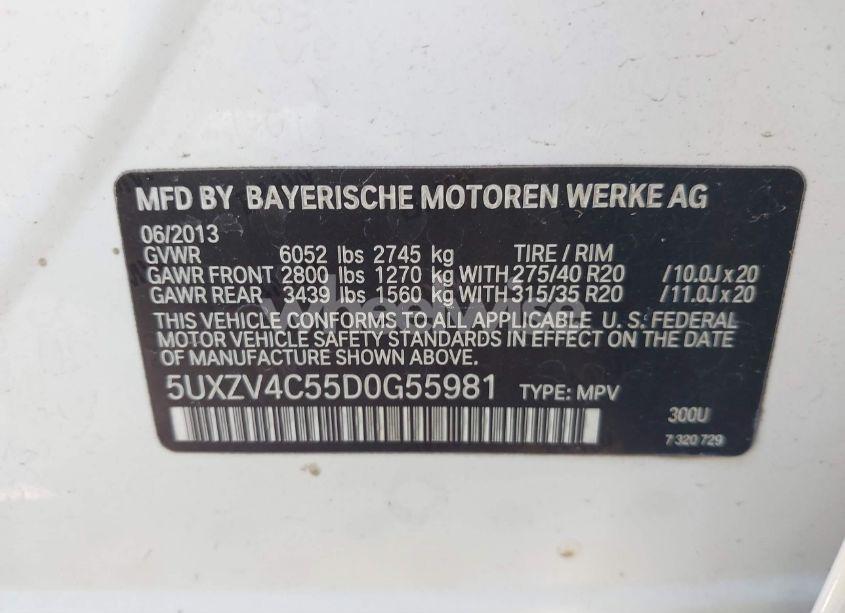 MFD BY BAYERISCHE MOTOREN WERKE AG
06/2013
GVWR 6052 lbs 2745 kg TIRE / RIM
GAWR FRONT 2800 lbs 1270 kg WITH 275/40 R20 /10.0J x 20
GAWR REAR 3439 lbs 1560 kg WITH 315/35 R20 /11.0J x 20
THIS VEHICLE CONFORMS TO ALL APPLICABLE U. S. FEDERAL
MOTOR VEHICLE SAFETY STANDARDS IN EFFECT ON THE DATE
OF MANUFACTURE SHOWN ABOVE.
5UXZV4C55D0G55981 TYPE: MPV
300U
7 320 729